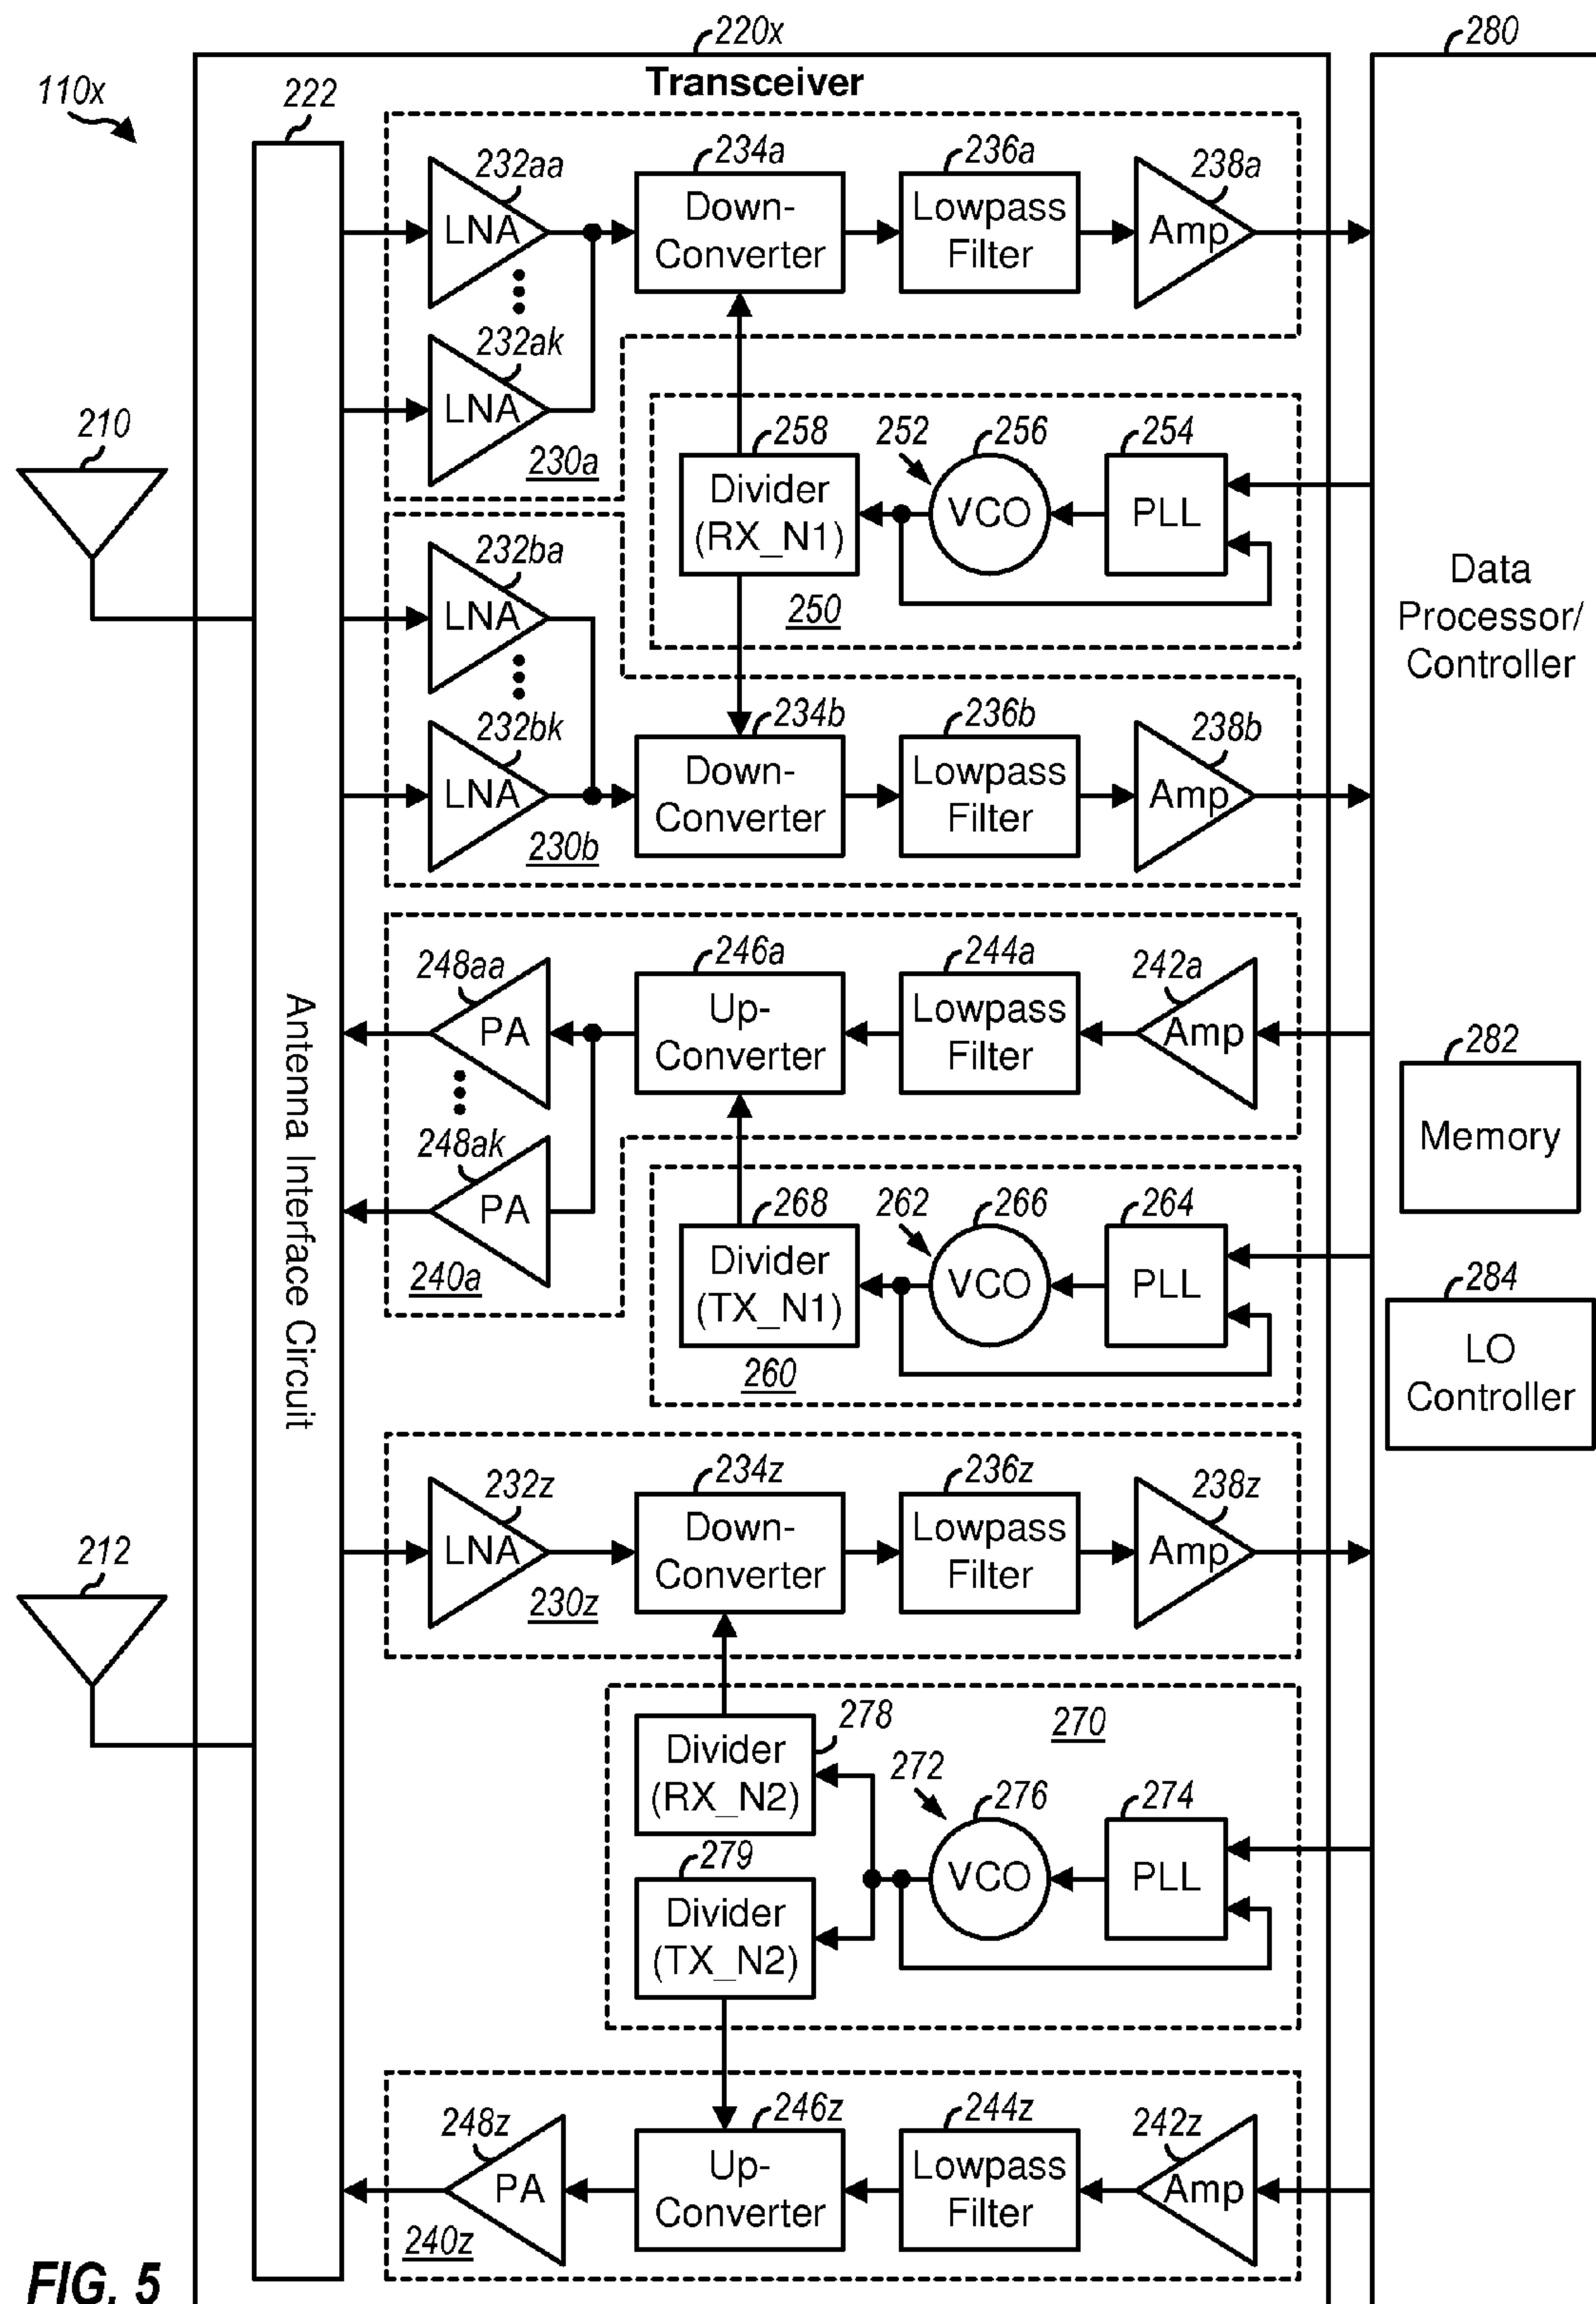 220x
280
110x
222
Transceiver
232aa
LNA
234a
Down-
Converter
236a
Lowpass
Filter
238a
Amp
232ak
LNA
230a
210
258
Divider
(RX_N1)
252
256
VCO
254
PLL
250
Data
Processor/
Controller
232ba
LNA
232bk
LNA
230b
234b
Down-
Converter
236b
Lowpass
Filter
238b
Amp
Antenna Interface Circuit
248aa
PA
246a
Up-
Converter
244a
Lowpass
Filter
242a
Amp
282
Memory
248ak
PA
240a
268
Divider
(TX_N1)
262
266
VCO
264
PLL
260
284
LO
Controller
212
232z
LNA
230z
234z
Down-
Converter
236z
Lowpass
Filter
238z
Amp
278
Divider
(RX_N2)
270
272
276
VCO
274
PLL
279
Divider
(TX_N2)
248z
PA
240z
246z
Up-
Converter
244z
Lowpass
Filter
242z
Amp
FIG. 5